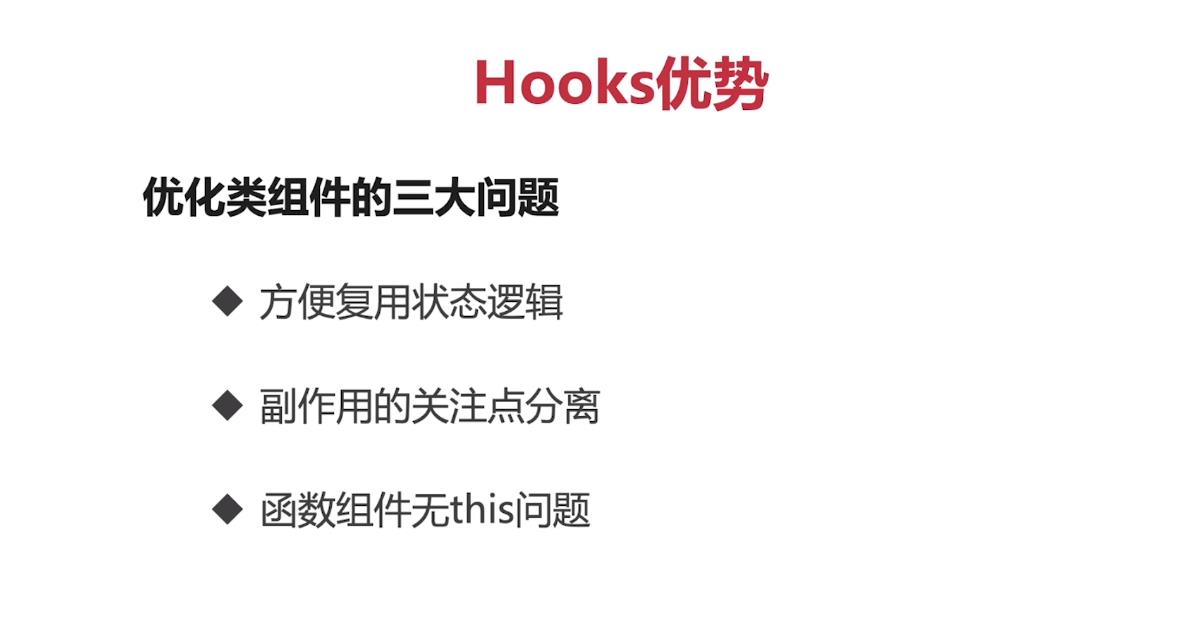 Hooks优势
优化类组件的三大问题
◆ 方便复用状态逻辑
◆ 副作用的关注点分离
◆ 函数组件无this问题